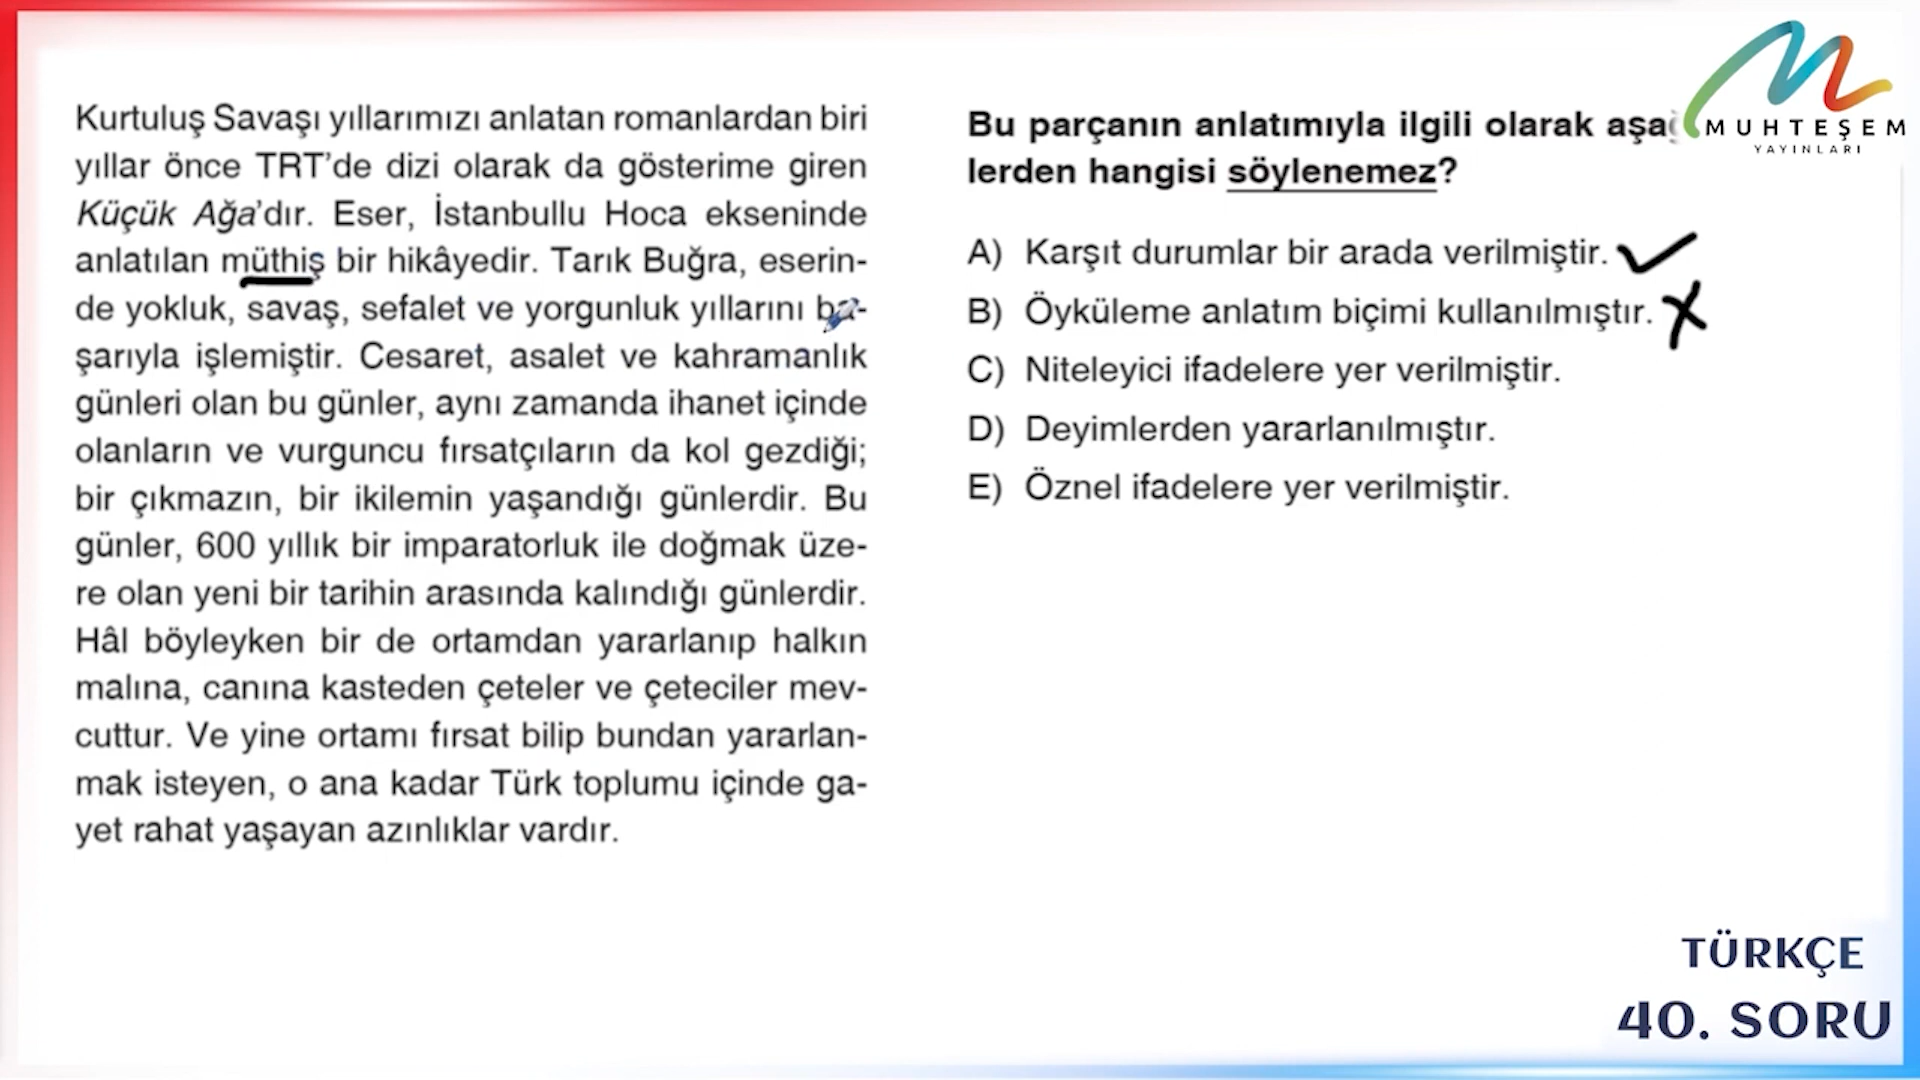 Kurtuluş Savaşı yıllarımızı anlatan romanlardan biri
yıllar önce TRT'de dizi olarak da gösterime giren
Küçük Ağa'dır. Eser, İstanbullu Hoca ekseninde
anlatılan müthiş bir hikâyedir. Tarık Buğra, eserin-
de yokluk, savaş, sefalet ve yorgunluk yıllarını ba-
şarıyla işlemiştir. Cesaret, asalet ve kahramanlık
günleri olan bu günler, aynı zamanda ihanet içinde
olanların ve vurguncu fırsatçıların da kol gezdiği;
bir çıkmazın, bir ikilemin yaşandığı günlerdir. Bu
günler, 600 yıllık bir imparatorluk ile doğmak üze-
re olan yeni bir tarihin arasında kalındığı günlerdir.
Hâl böyleyken bir de ortamdan yararlanıp halkın
malına, canına kasteden çeteler ve çeteciler mev-
cuttur. Ve yine ortamı fırsat bilip bundan yararlan-
mak isteyen, o ana kadar Türk toplumu içinde ga-
yet rahat yaşayan azınlıklar vardır.
Bu parçanın anlatımıyla ilgili olarak
lerden hangisi söylenemez?
A) Karşıt durumlar bir arada verilmiştir.
B) Öyküleme anlatım biçimi kullanılmıştır.
C) Niteleyici ifadelere yer verilmiştir.
D) Deyimlerden yararlanılmıştır.
E) Öznel ifadelere yer verilmiştir.
MUHTEŞEM
YAYINLARI
TÜRKÇE
40. SORU